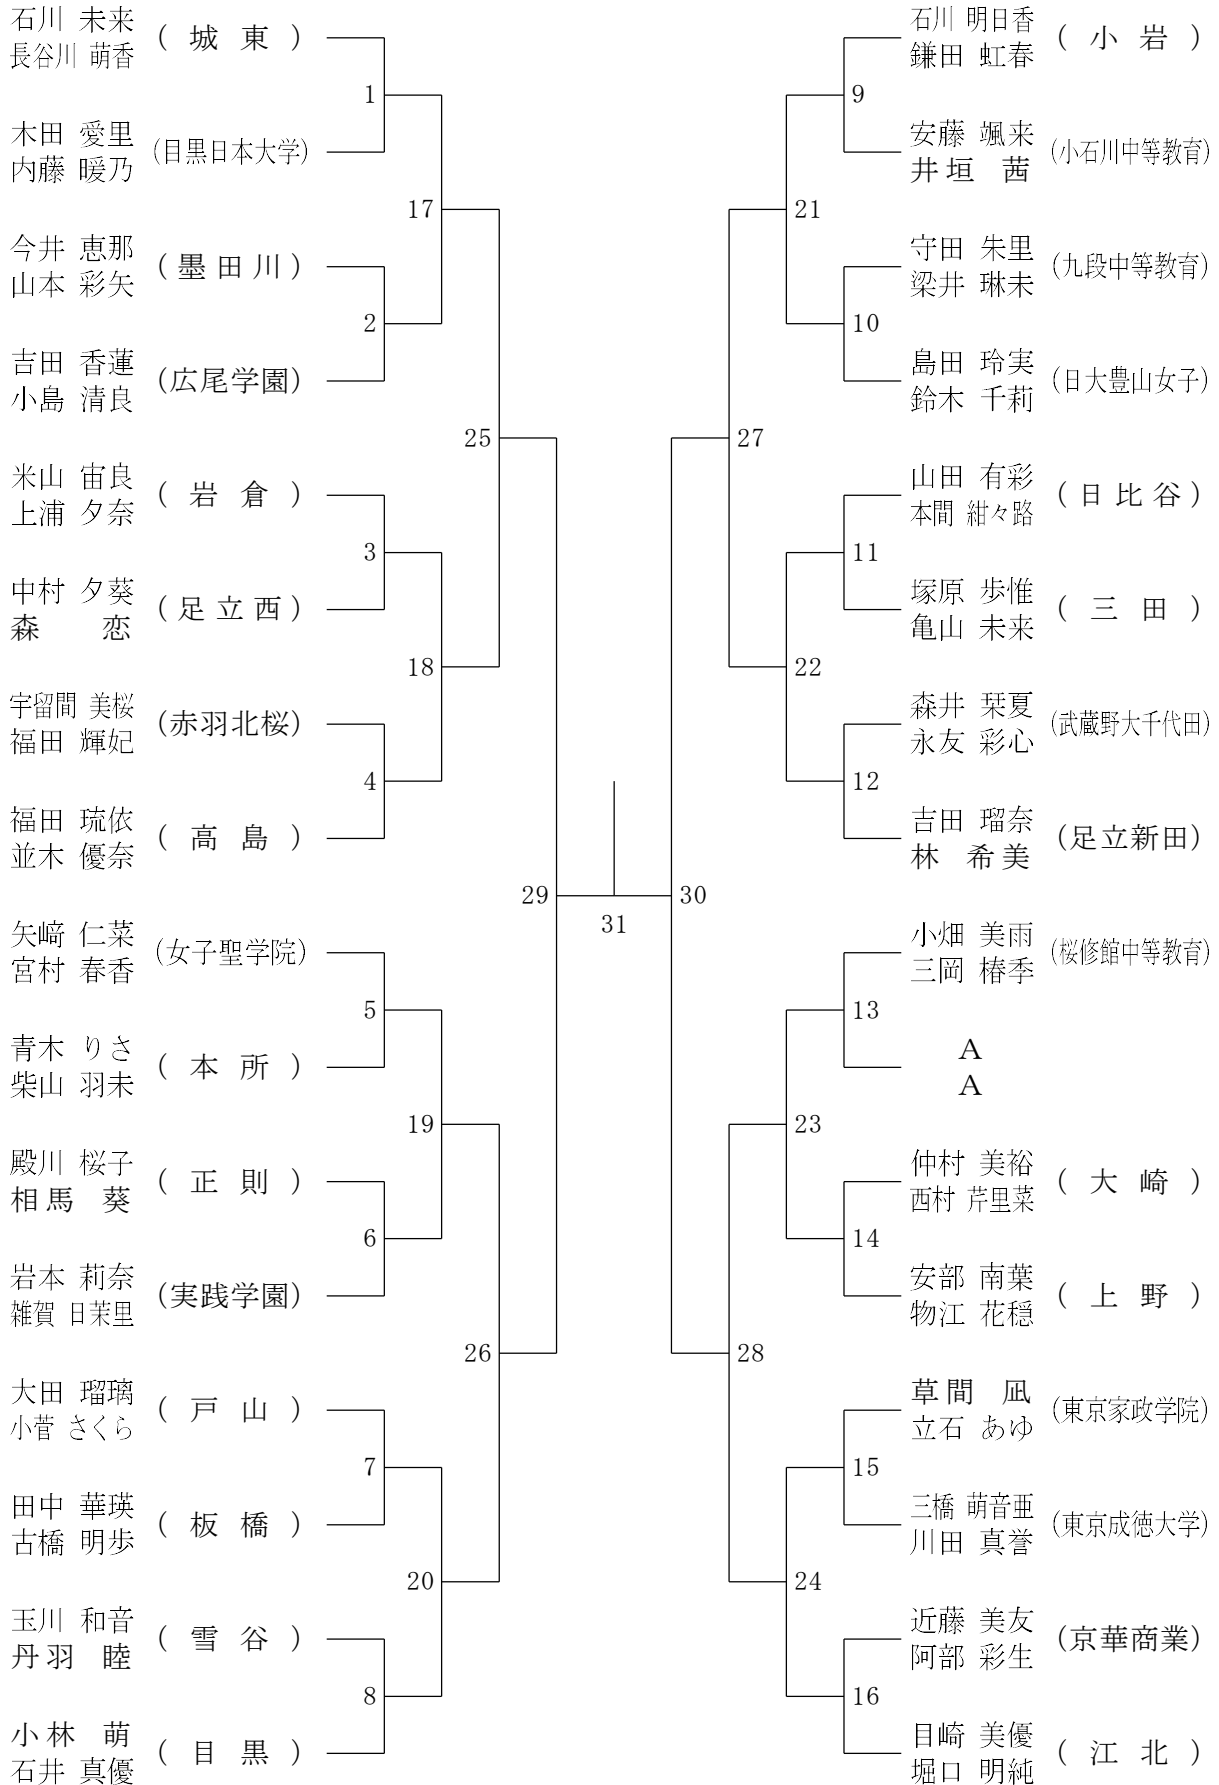 石川 未来
長谷川 萌香
(城東)
1
木田 愛里
内藤 暖乃
(目黒日本大学)
17
今井 恵那
山本 彩矢
(墨田川)
2
吉田 香蓮
小島 清良
(広尾学園)
25
米山 宙良
上浦 夕奈
(岩倉)
3
中村 夕葵
森 恋
(足立西)
18
宇留間 美桜
福田 輝妃
(赤羽北桜)
4
福田 琉依
並木 優奈
(高島)
29
矢﨑 仁菜
宮村 春香
(女子聖学院)
5
青木 りさ
柴山 羽未
(本所)
19
殿川 桜子
相馬 葵
(正則)
6
岩本 莉奈
雑賀 日茉里
(実践学園)
26
大田 瑠璃
小菅 さくら
(戸山)
7
田中 華瑛
古橋 明歩
(板橋)
20
玉川 和音
丹羽 睦
(雪谷)
8
小林 萌
石井 真優
(目黒)
31
石川 明日香
鎌田 虹春
(小岩)
9
安藤 颯来
井垣 茜
(小石川中等教育)
21
守田 朱里
梁井 琳未
(九段中等教育)
10
島田 玲実
鈴木 千莉
(日大豊山女子)
27
山田 有彩
本間 紺々路
(日比谷)
11
塚原 歩惟
亀山 未来
(三田)
22
森井 栞夏
永友 彩心
(武蔵野大千代田)
12
吉田 瑠奈
林 希美
(足立新田)
30
小畑 美雨
三岡 椿季
(桜修館中等教育)
13
A
A
23
仲村 美裕
西村 芹里菜
(大崎)
14
安部 南葉
物江 花穏
(上野)
28
草間 凪
立石 あゆ
(東京家政学院)
15
三橋 萌音亜
川田 真誉
(東京成徳大学)
24
近藤 美友
阿部 彩生
(京華商業)
16
目崎 美優
堀口 明純
(江北)